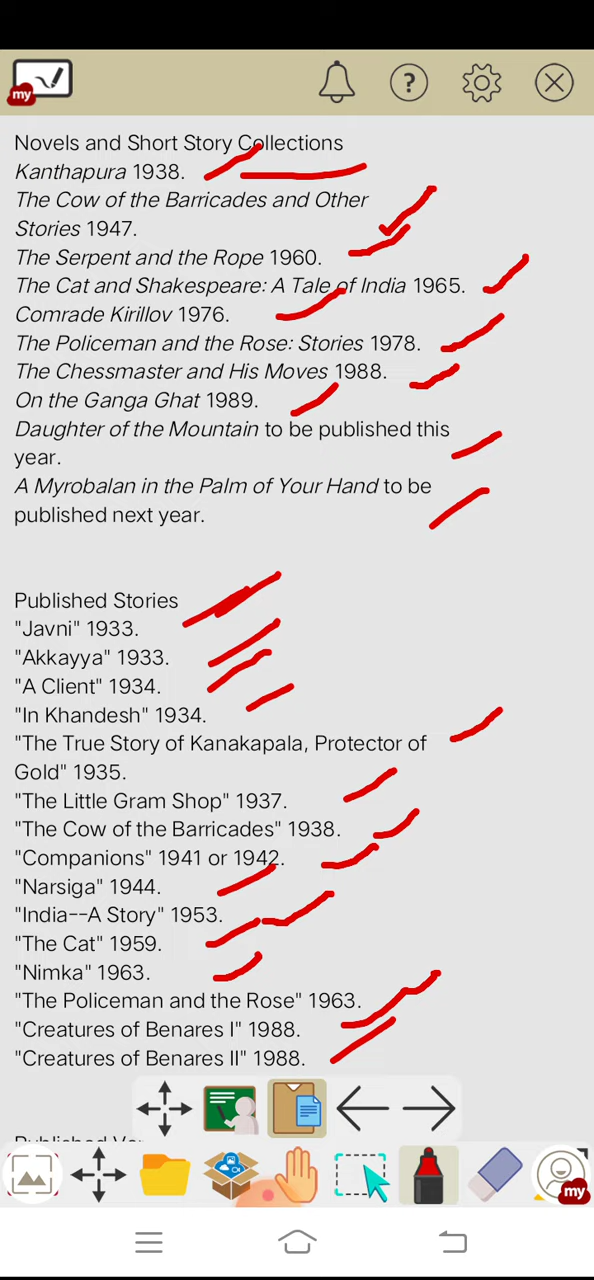 my
?
Novels and Short Story Collections
Kanthapura 1938.
The Cow of the Barricades and Other
Stories 1947.
The Serpent and the Rope 1960.
The Cat and Shakespeare: A Tale of India 1965.
Comrade Kirillov 1976.
The Policeman and the Rose: Stories 1978.
The Chessmaster and His Moves 1988.
On the Ganga Ghat 1989.
Daughter of the Mountain to be published this
year.
A Myrobalan in the Palm of Your Hand to be
published next year.
Published Stories
"Javni" 1933.
"Akkayya" 1933.
"A Client" 1934.
"In Khandesh" 1934.
"The True Story of Kanakapala, Protector of
Gold" 1935.
"The Little Gram Shop" 1937.
"The Cow of the Barricades" 1938.
"Companions" 1941 or 1942.
"Narsiga" 1944.
"India--A Story" 1953.
"The Cat" 1959.
"Nimka" 1963.
"The Policeman and the Rose" 1963.
"Creatures of Benares I" 1988.
"Creatures of Benares II" 1988.
my